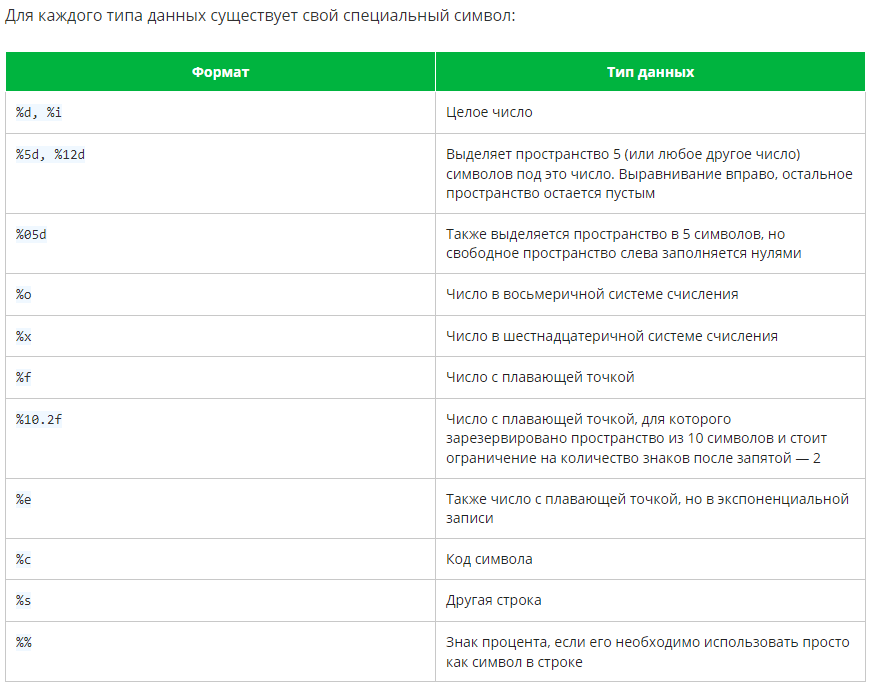 Для каждого типа данных существует свой специальный символ:
Формат
Тип данных
%d, %i
Целое число
%5d, %12d
Выделяет пространство 5 (или любое другое число)
символов под это число. Выравнивание вправо, остальное
пространство остается пустым
%05d
Также выделяется пространство в 5 символов, но
свободное пространство слева заполняется нулями
%o
Число в восьмеричной системе счисления
%x
Число в шестнадцатеричной системе счисления
%f
Число с плавающей точкой
%10.2f
Число с плавающей точкой, для которого
зарезервировано пространство из 10 символов и стоит
ограничение на количество знаков после запятой — 2
%e
Также число с плавающей точкой, но в экспоненциальной
записи
%c
Код символа
%s
Другая строка
%%
Знак процента, если его необходимо использовать просто
как символ в строке